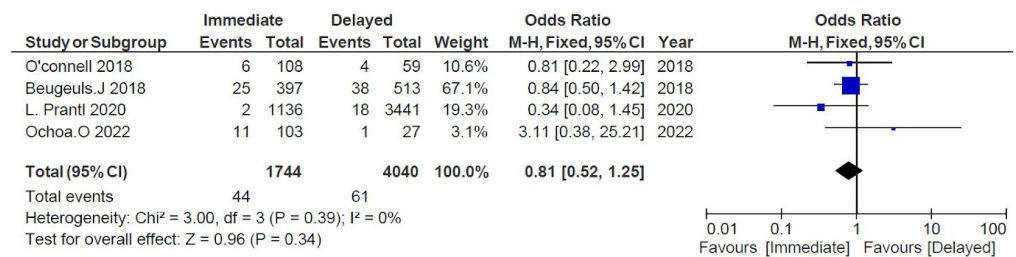 Immediate Delayed Odds Ratio Odds Ratio
Study or Subgroup Events Total Events Total Weight M-H, Fixed, 95% CI Year M-H, Fixed, 95% CI
O'connell 2018 6 108 4 59 10.6% 0.81 [0.22, 2.99] 2018
Beugeuls.J 2018 25 397 38 513 67.1% 0.84 [0.50, 1.42] 2018
L. Prantl 2020 2 1136 18 3441 19.3% 0.34 [0.08, 1.45] 2020
Ochoa.O 2022 11 103 1 27 3.1% 3.11 [0.38, 25.21] 2022
Total (95% CI) 1744 4040 100.0% 0.81 [0.52, 1.25]
Total events 44 61
Heterogeneity: Chi² = 3.00, df = 3 (P = 0.39); I² = 0%
Test for overall effect: Z = 0.96 (P = 0.34)
0.01 0.1 1 10 100
Favours [Immediate] Favours [Delayed]